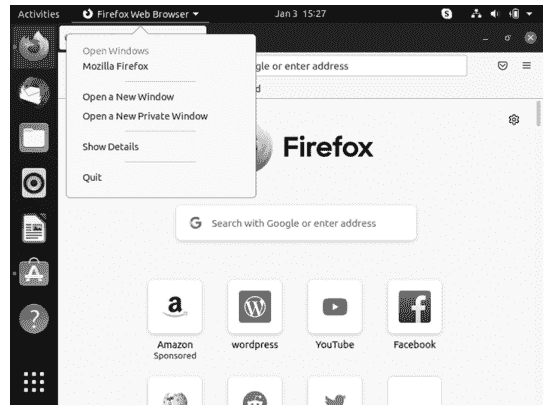 Activities
Firefox Web Browser
Jan 3 15:27
Open Windows
Mozilla Firefox
Open a New Window
Open a New Private Window
Show Details
Quit
gle or enter address
d
Firefox
G Search with Google or enter address
a
Amazon
Sponsored
wordpress
YouTube
Facebook